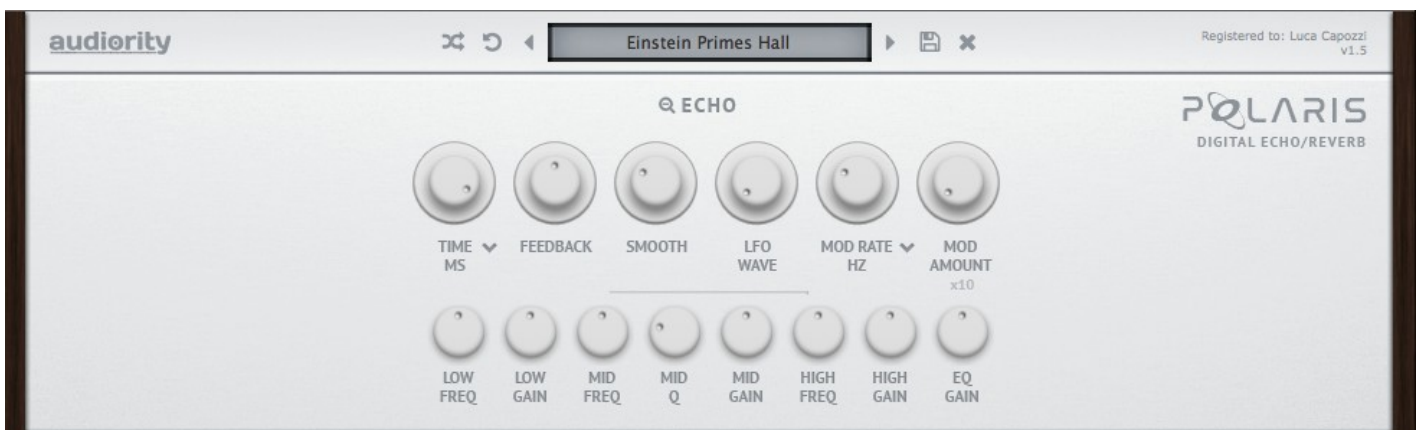 audiority
Einstein Primes Hall
Registered to: Luca Capozzi
v1.5
ECHO
POLARIS
DIGITAL ECHO/REVERB
TIME
MS
FEEDBACK
SMOOTH
LFO
WAVE
MOD RATE
HZ
MOD
AMOUNT
x10
LOW
FREQ
LOW
GAIN
MID
FREQ
MID
Q
MID
GAIN
HIGH
FREQ
HIGH
GAIN
EQ
GAIN